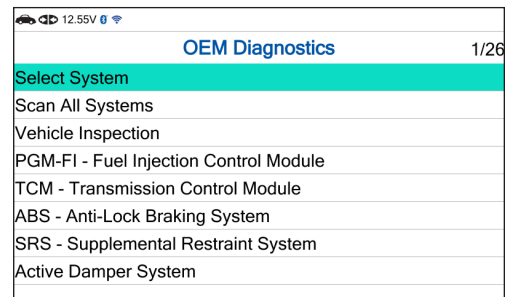 12.55V
OEM Diagnostics 1/26
Select System
Scan All Systems
Vehicle Inspection
PGM-FI - Fuel Injection Control Module
TCM - Transmission Control Module
ABS - Anti-Lock Braking System
SRS - Supplemental Restraint System
Active Damper System